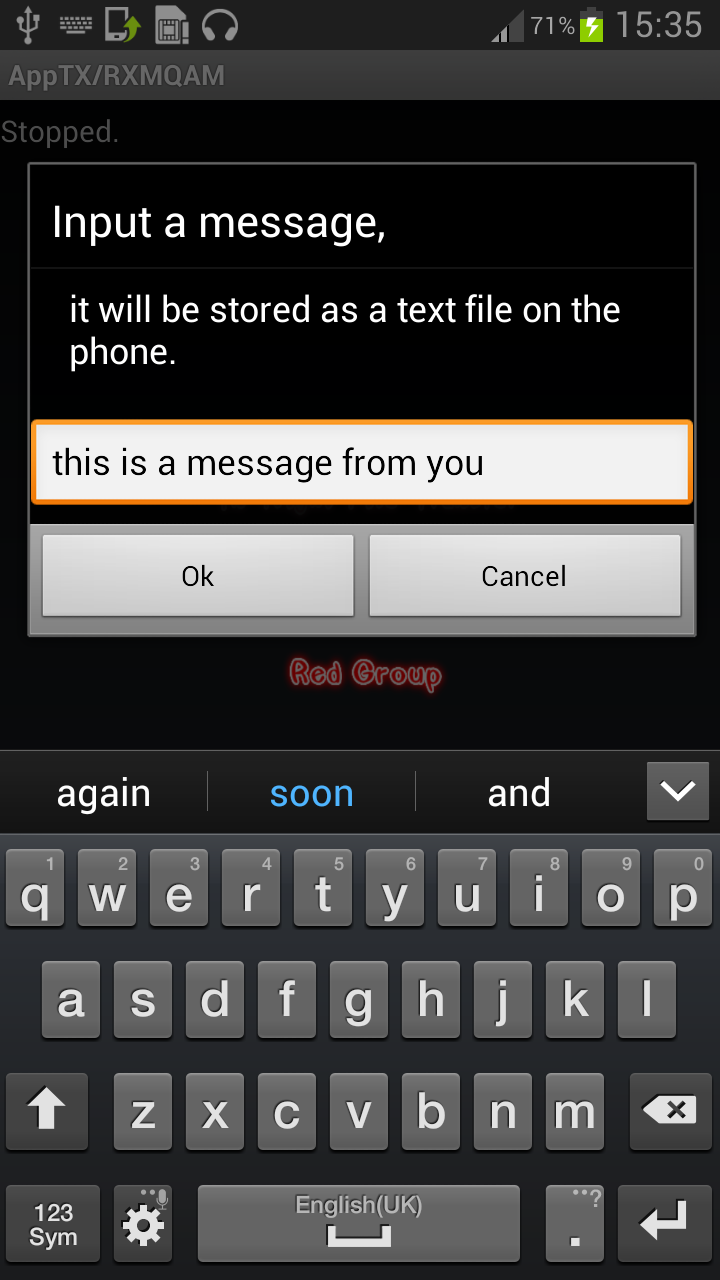 71% 15:35
AppTX/RXMQAM
Stopped.
Input a message,
it will be stored as a text file on the
phone.
this is a message from you
Ok Cancel
Red Group
again soon and
1 2 3 4 5 6 7 8 9 0
q w e r t y u i o p
a s d f g h j k l
z x c v b n m
123 English(UK) ?
Sym .